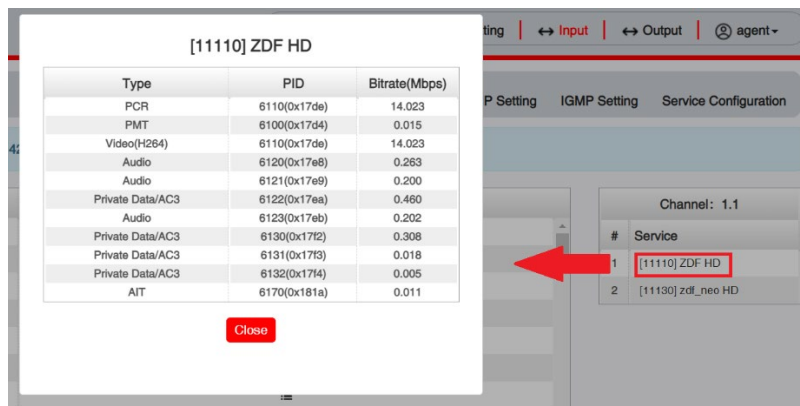 ting
Input
Output
agent
P Setting
IGMP Setting
Service Configuration
42
[11110] ZDF HD
Type PID Bitrate(Mbps)
PCR 6110(0x17de) 14.023
PMT 6100(0x17d4) 0.015
Video(H264) 6110(0x17de) 14.023
Audio 6120(0x17e8) 0.263
Audio 6121(0x17e9) 0.200
Private Data/AC3 6122(0x17ea) 0.460
Audio 6123(0x17eb) 0.202
Private Data/AC3 6130(0x17f2) 0.308
Private Data/AC3 6131(0x17f3) 0.018
Private Data/AC3 6132(0x17f4) 0.005
AIT 6170(0x181a) 0.011
Close
Channel: 1.1
# Service
1 [11110] ZDF HD
2 [11130] zdf_neo HD